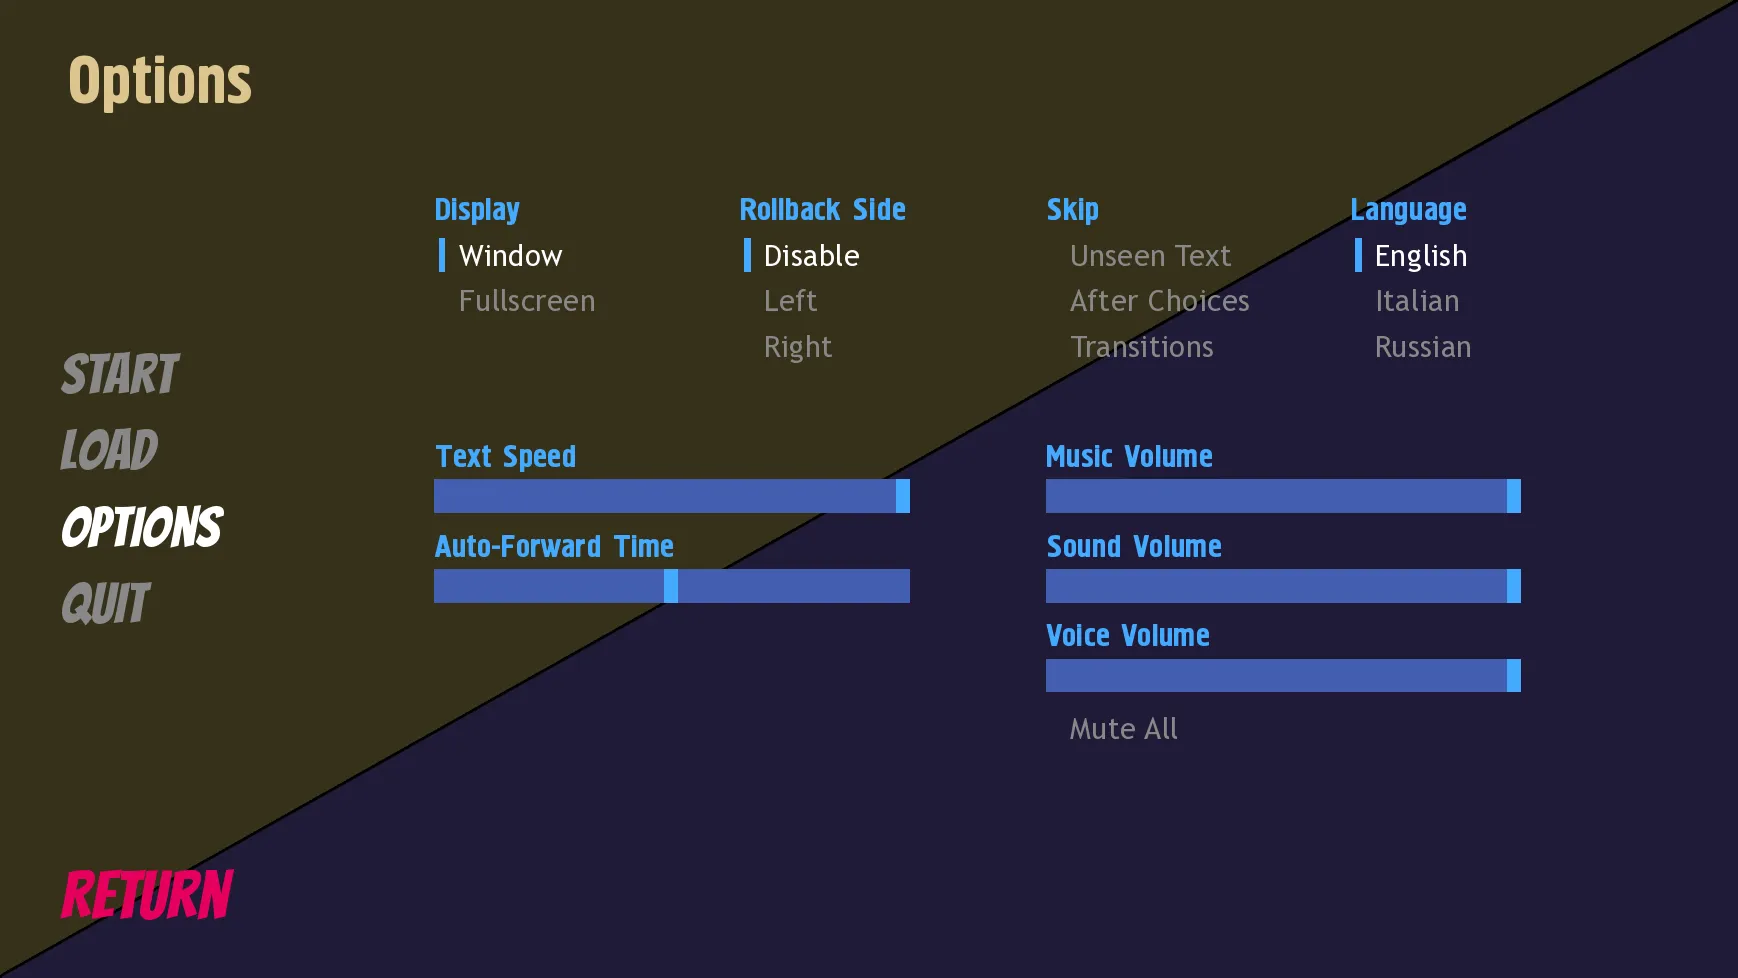 Options
START
LOAD
OPTIONS
QUIT
RETURN
Display
Window
Fullscreen
Rollback Side
Disable
Left
Right
Skip
Unseen Text
After Choices
Transitions
Language
English
Italian
Russian
Text Speed
Auto-Forward Time
Music Volume
Sound Volume
Voice Volume
Mute All